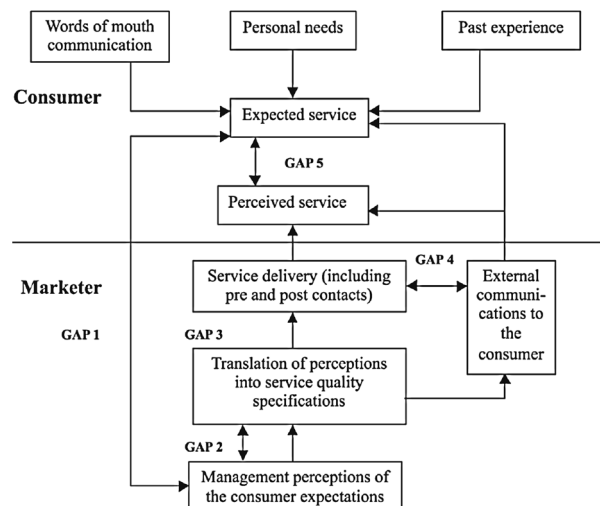 Words of mouth
communication
Personal needs
Past experience
Consumer
Expected service
GAP 5
Perceived service
GAP 4
Marketer
Service delivery (including
pre and post contacts)
External
communi-
cations to
the
consumer
GAP 1
GAP 3
Translation of perceptions
into service quality
specifications
GAP 2
Management perceptions of
the consumer expectations